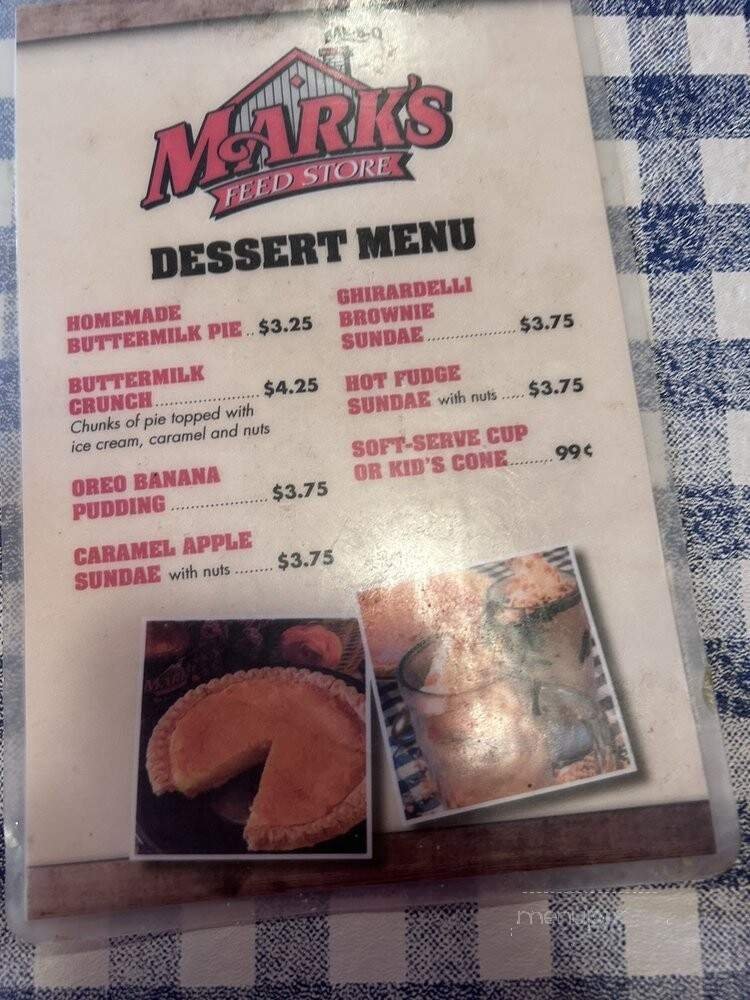 BAR-B-Q
MARK'S
FEED STORE
DESSERT MENU
HOMEMADE
BUTTERMILK PIE .. $3.25
BUTTERMILK
CRUNCH ..................... $4.25
Chunks of pie topped with
ice cream, caramel and nuts
OREO BANANA
PUDDING .................... $3.75
CARAMEL APPLE
SUNDAE with nuts ........ $3.75
GHIRARDELLI
BROWNIE
SUNDAE .................. $3.75
HOT FUDGE
SUNDAE with nuts ..... $3.75
SOFT-SERVE CUP
OR KID'S CONE ......... 99¢